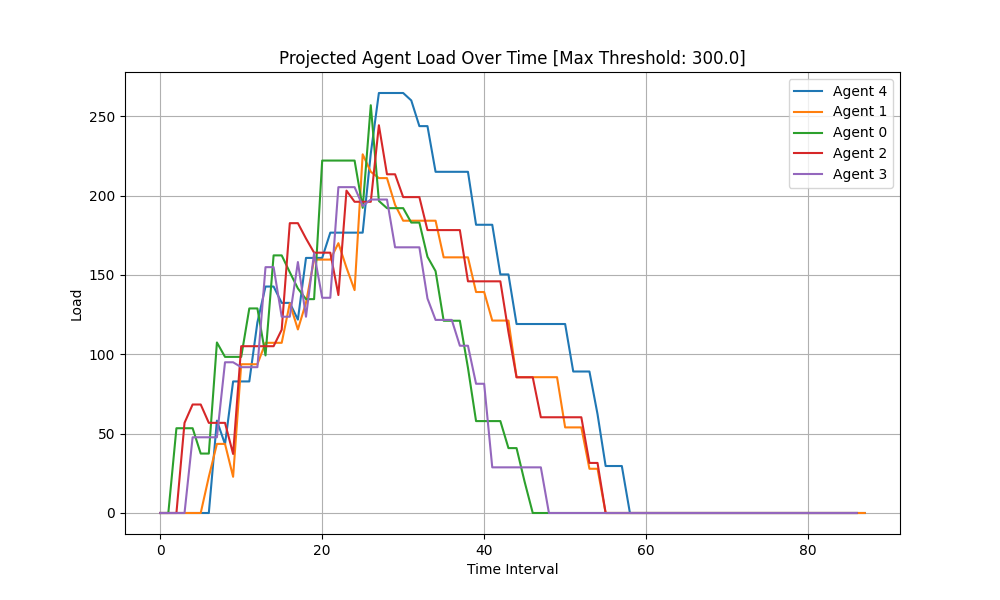 Projected Agent Load Over Time [Max Threshold: 300.0]
Agent 4
Agent 1
Agent 0
Agent 2
Agent 3
250
200
150
100
50
0
Load
0 20 40 60 80
Time Interval